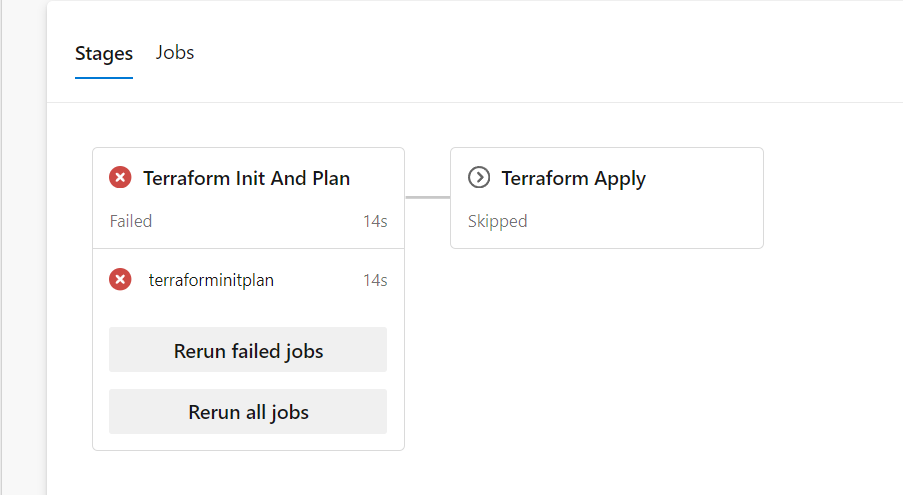 Stages Jobs
Terraform Init And Plan
Failed 14s
terraforminitplan 14s
Rerun failed jobs
Rerun all jobs
Terraform Apply
Skipped